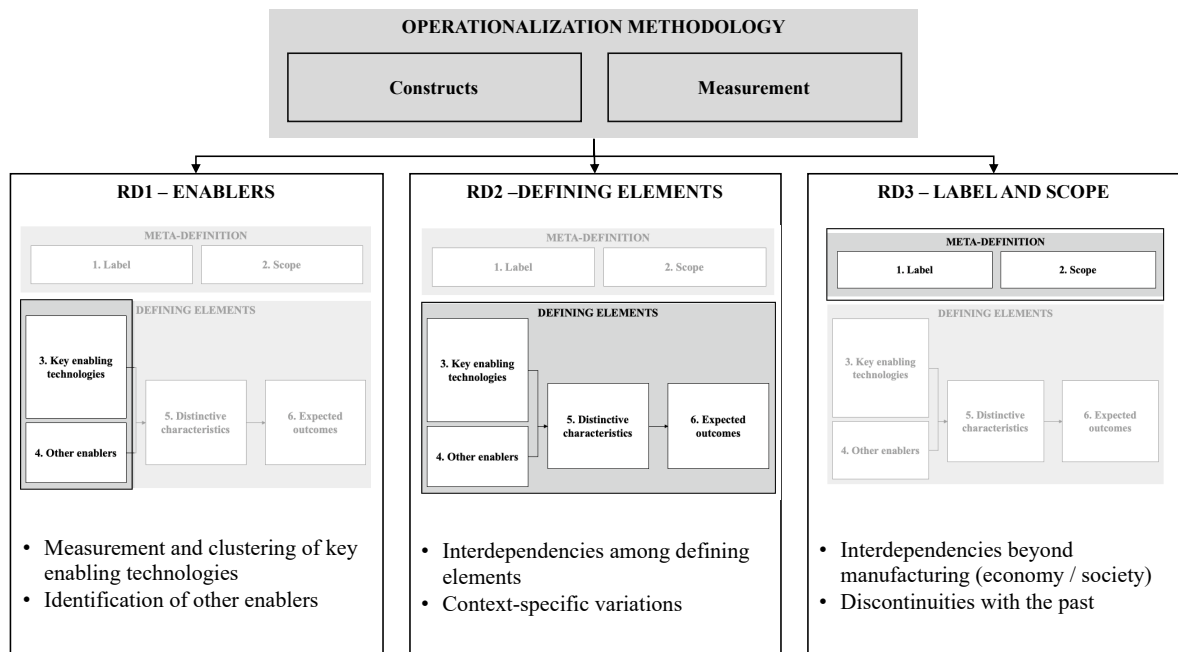 OPERATIONALIZATION METHODOLOGY
Constructs
Measurement
RD1 – ENABLERS
META-DEFINITION
1. Label
2. Scope
DEFINING ELEMENTS
3. Key enabling
technologies
4. Other enablers
5. Distinctive
characteristics
6. Expected
outcomes
• Measurement and clustering of key
enabling technologies
• Identification of other enablers
RD2 –DEFINING ELEMENTS
META-DEFINITION
1. Label
2. Scope
DEFINING ELEMENTS
3. Key enabling
technologies
4. Other enablers
5. Distinctive
characteristics
6. Expected
outcomes
• Interdependencies among defining
elements
• Context-specific variations
RD3 – LABEL AND SCOPE
META-DEFINITION
1. Label
2. Scope
DEFINING ELEMENTS
3. Key enabling
technologies
4. Other enablers
5. Distinctive
characteristics
6. Expected
outcomes
• Interdependencies beyond
manufacturing (economy / society)
• Discontinuities with the past